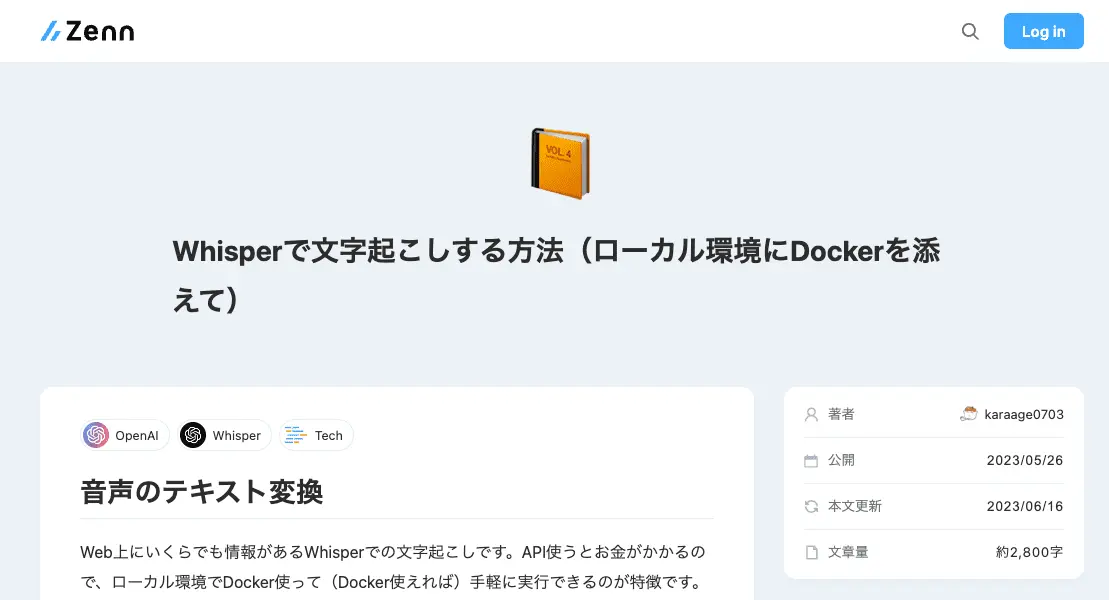 Zenn
Log in
VOL. 4
Whisperで文字起こしする方法（ローカル環境にDockerを添
えて）
OpenAI
Whisper
Tech
音声のテキスト変換
Web上にいくらでも情報があるWhisperでの文字起こしです。API使うとお金がかかるの
で、ローカル環境でDocker使って（Docker使えれば）手軽に実行できるのが特徴です。
著者 karaage0703
公開 2023/05/26
本文更新 2023/06/16
文章量 約2,800字